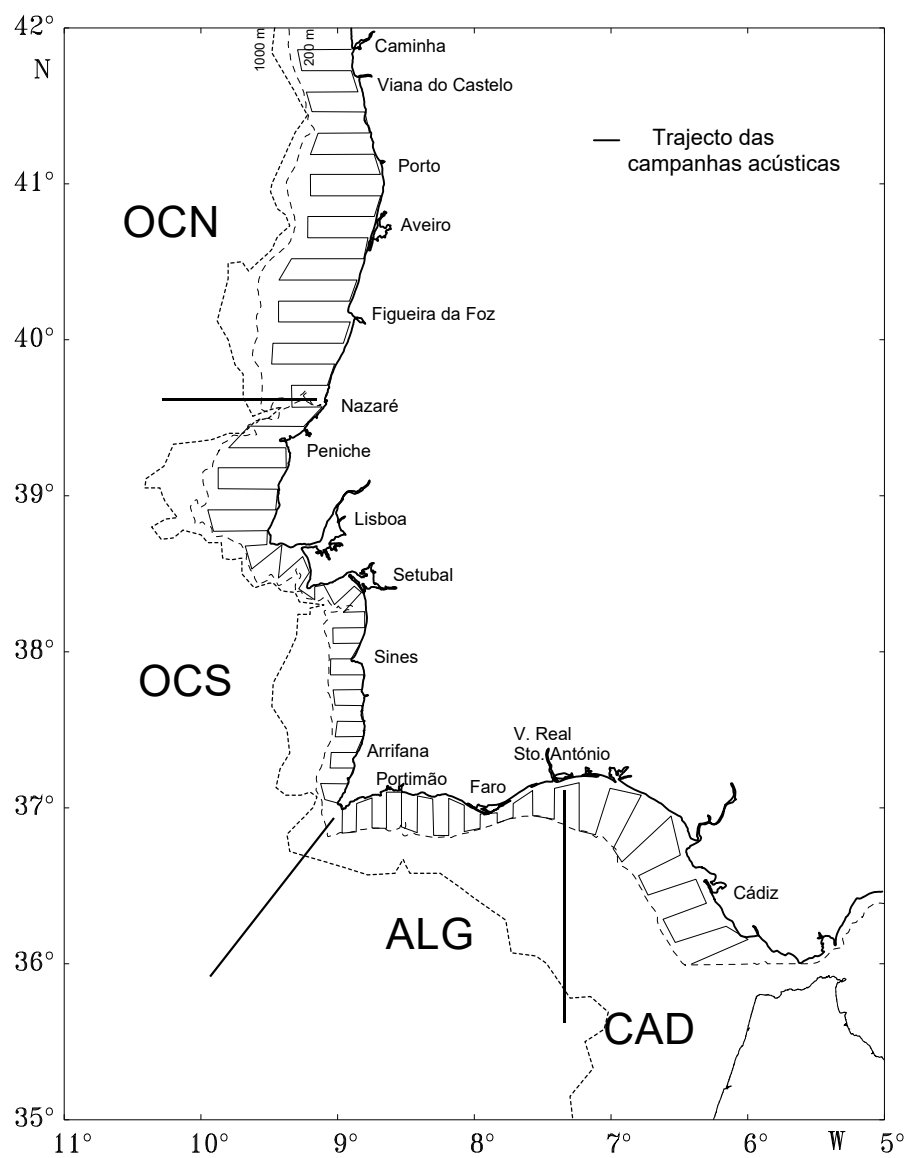 42°
N
1000 m
200 m
Caminha
Viana do Castelo
Trajecto das
campanhas acústicas
Porto
41°
OCN
Aveiro
Figueira da Foz
40°
Nazaré
Peniche
39°
Lisboa
Setubal
38°
OCS
Sines
V. Real
Sto. António
Arrifana
Portimão
Faro
37°
Cádiz
ALG
36°
CAD
35°
11°
10°
9°
8°
7°
6°
W
5°